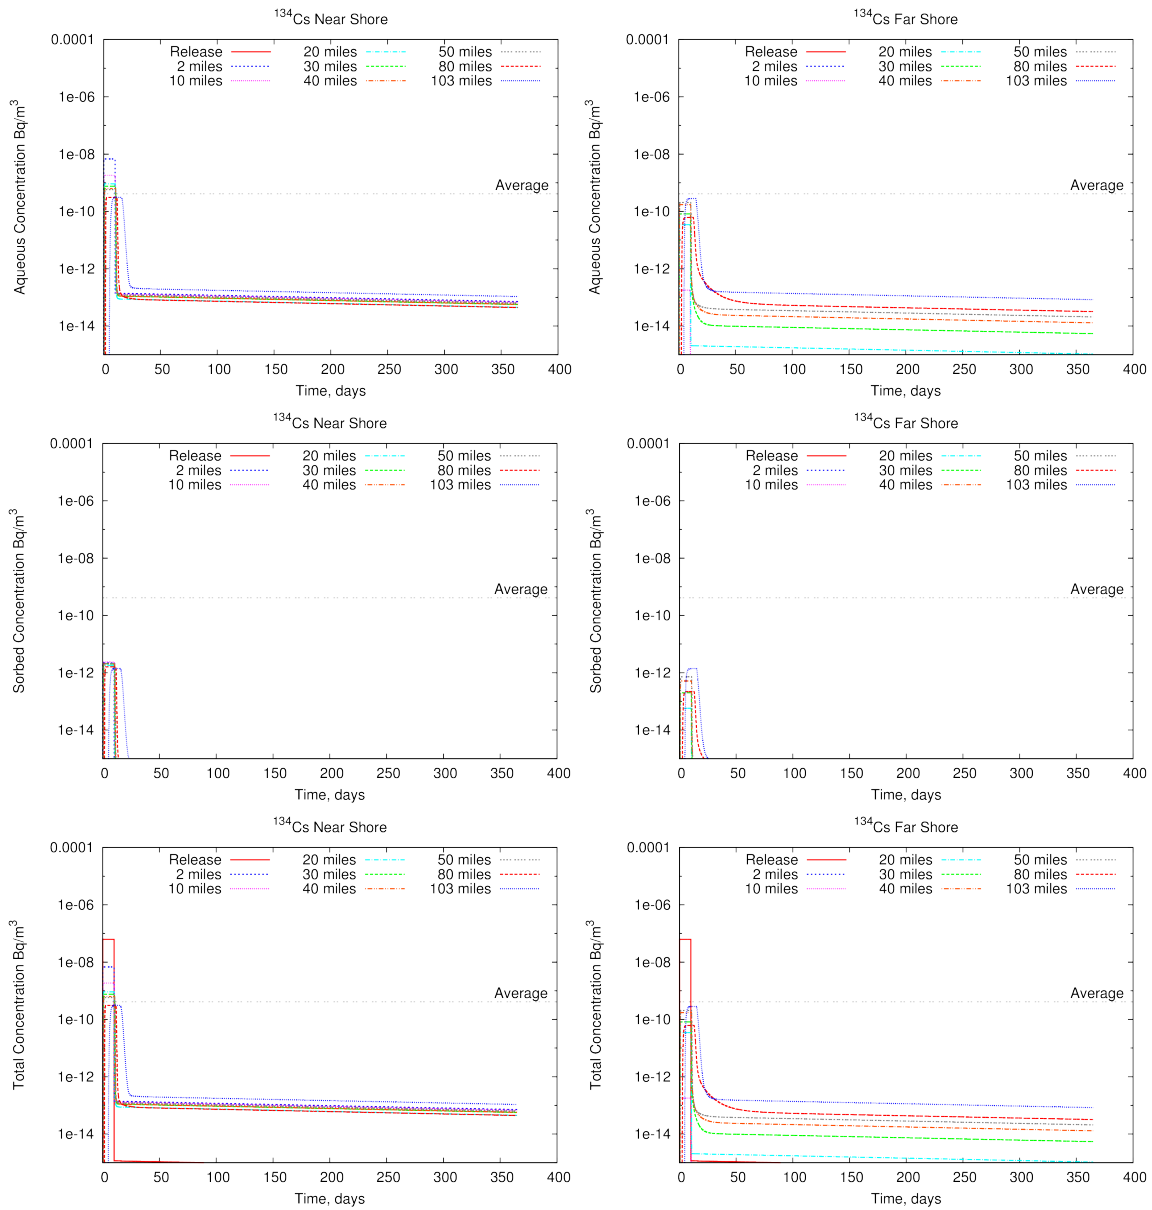 ¹³⁴Cs Near Shore
0.0001
1e-06
1e-08
1e-10
1e-12
1e-14
Aqueous Concentration Bq/m³
Release 20 miles 50 miles
2 miles 30 miles 80 miles
10 miles 40 miles 103 miles
Average
0 50 100 150 200 250 300 350 400
Time, days
¹³⁴Cs Far Shore
0.0001
1e-06
1e-08
1e-10
1e-12
1e-14
Aqueous Concentration Bq/m³
Release 20 miles 50 miles
2 miles 30 miles 80 miles
10 miles 40 miles 103 miles
Average
0 50 100 150 200 250 300 350 400
Time, days
¹³⁴Cs Near Shore
0.0001
1e-06
1e-08
1e-10
1e-12
1e-14
Sorbed Concentration Bq/m³
Release 20 miles 50 miles
2 miles 30 miles 80 miles
10 miles 40 miles 103 miles
Average
0 50 100 150 200 250 300 350 400
Time, days
¹³⁴Cs Far Shore
0.0001
1e-06
1e-08
1e-10
1e-12
1e-14
Sorbed Concentration Bq/m³
Release 20 miles 50 miles
2 miles 30 miles 80 miles
10 miles 40 miles 103 miles
Average
0 50 100 150 200 250 300 350 400
Time, days
¹³⁴Cs Near Shore
0.0001
1e-06
1e-08
1e-10
1e-12
1e-14
Total Concentration Bq/m³
Release 20 miles 50 miles
2 miles 30 miles 80 miles
10 miles 40 miles 103 miles
Average
0 50 100 150 200 250 300 350 400
Time, days
¹³⁴Cs Far Shore
0.0001
1e-06
1e-08
1e-10
1e-12
1e-14
Total Concentration Bq/m³
Release 20 miles 50 miles
2 miles 30 miles 80 miles
10 miles 40 miles 103 miles
Average
0 50 100 150 200 250 300 350 400
Time, days